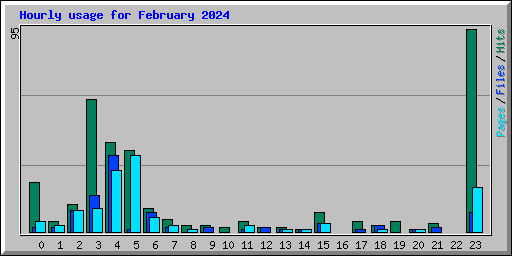 Hourly usage for February 2024
95
Pages/Files/Hits
0 1 2 3 4 5 6 7 8 9 10 11 12 13 14 15 16 17 18 19 20 21 22 23